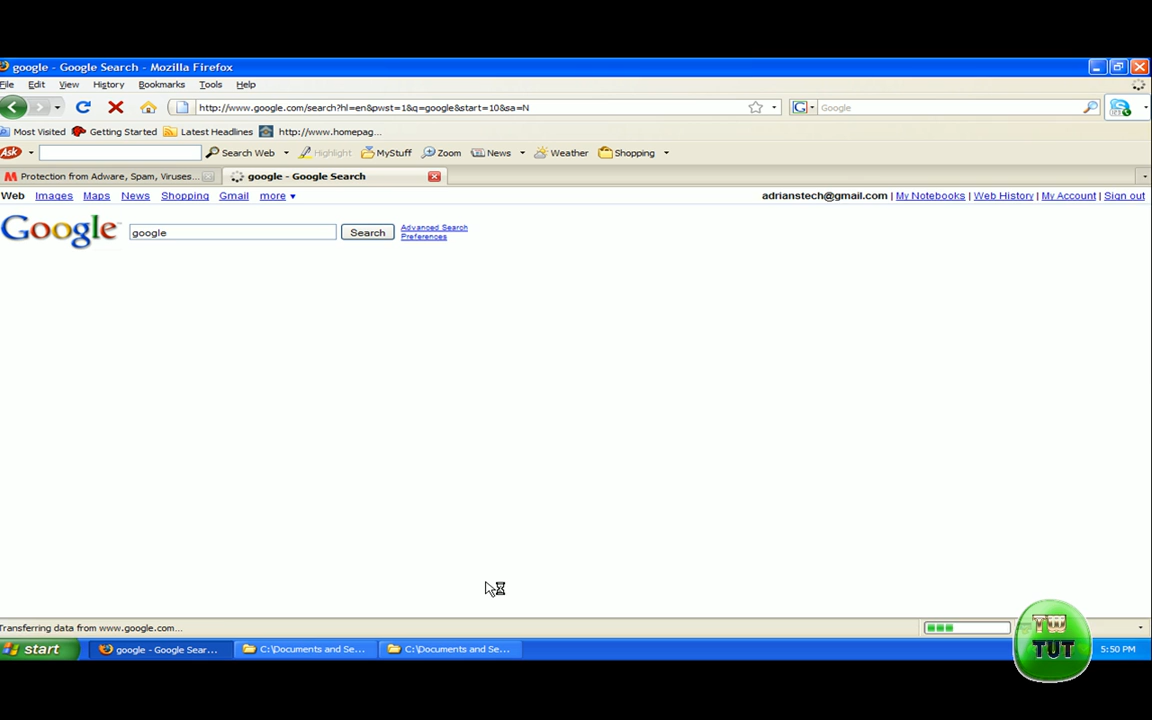 google - Google Search - Mozilla Firefox
File Edit View History Bookmarks Tools Help
http://www.google.com/search?hl=en&pwst=1&q=google&start=10&sa=N
Google
Most Visited Getting Started Latest Headlines http://www.homepag...
Ask Search Web Highlight MyStuff Zoom News Weather Shopping
Protection from Adware, Spam, Viruses... google - Google Search
Web Images Maps News Shopping Gmail more ▼ adrianstech@gmail.com | My Notebooks | Web History | My Account | Sign out
Google google Search Advanced Search
Preferences
Transferring data from www.google.com...
TW
TUT
start google - Google Sear... C:\Documents and Se... C:\Documents and Se... 5:50 PM